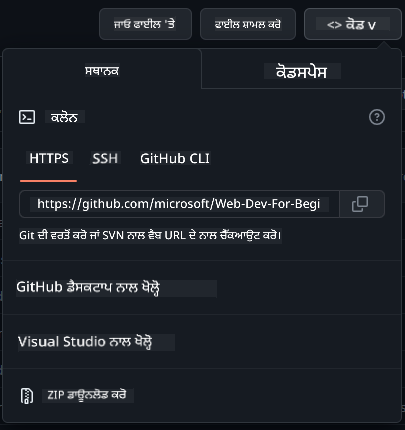 ਜਾਓ ਫਾਈਲ 'ਤੇ ਫਾਈਲ ਸ਼ਾਮਲ ਕਰੋ <> ਕੋਡ v
ਸਥਾਨਕ ਕੋਡਸਪੇਸ
ਕਲੋਨ
HTTPS SSH GitHub CLI
https://github.com/microsoft/Web-Dev-For-Begi
Git ਦੀ ਵਰਤੋਂ ਕਰੋ ਜਾਂ SVN ਨਾਲ ਵੈਬ URL ਦੇ ਨਾਲ ਚੈੱਕਆਉਟ ਕਰੋ।
GitHub ਡੈਸਕਟਾਪ ਨਾਲ ਖੋਲ੍ਹੋ
Visual Studio ਨਾਲ ਖੋਲ੍ਹੋ
ZIP ਡਾਊਨਲੋਡ ਕਰੋ